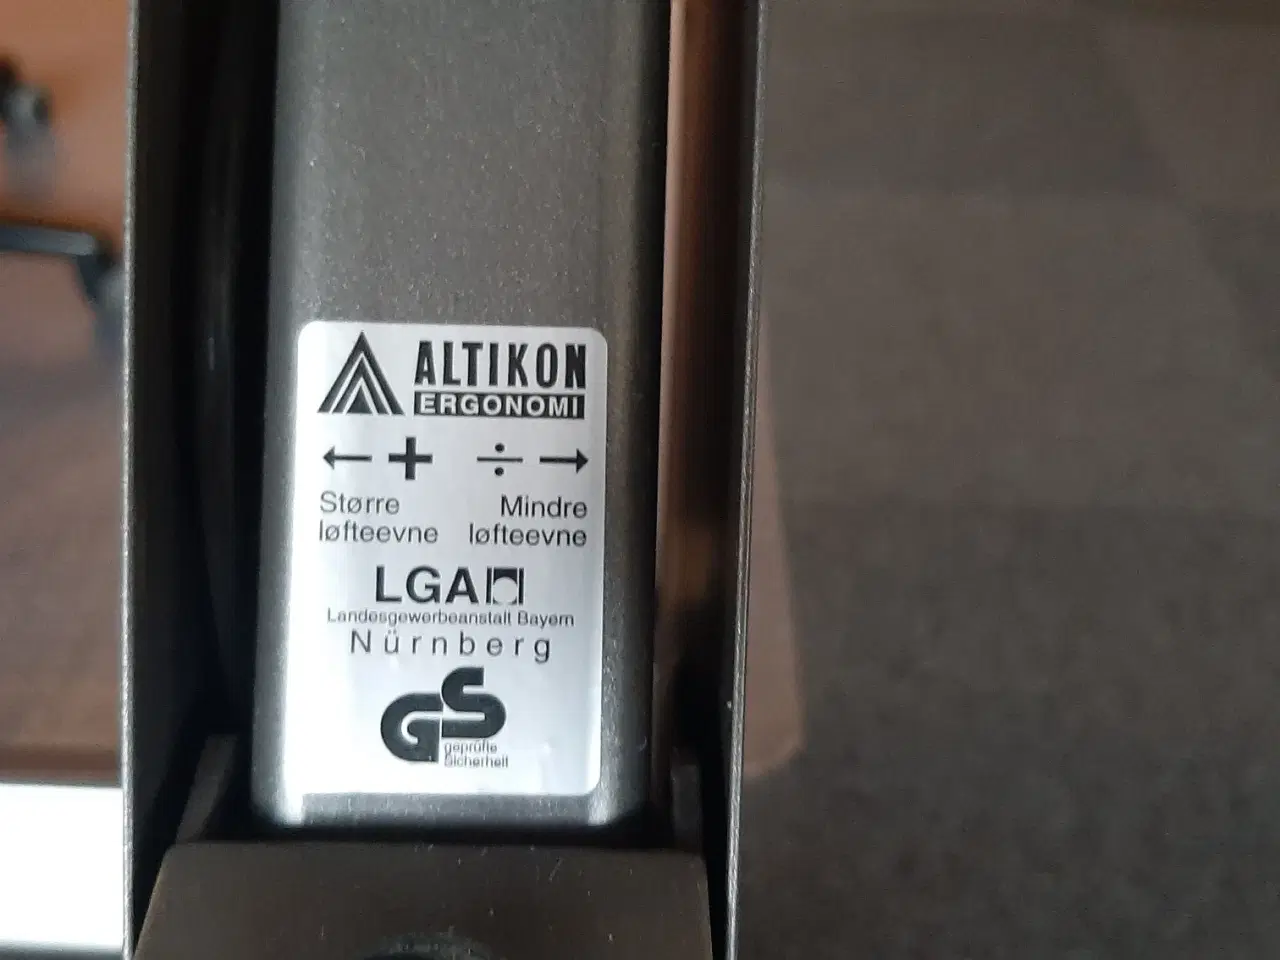 ALTIKON
ERGONOMI
← + ÷ →
Større Mindre
løfteevne løfteevne
LGA
Landesgewerbeanstalt Bayern
Nürnberg
GS
geprüfte
Sicherheit